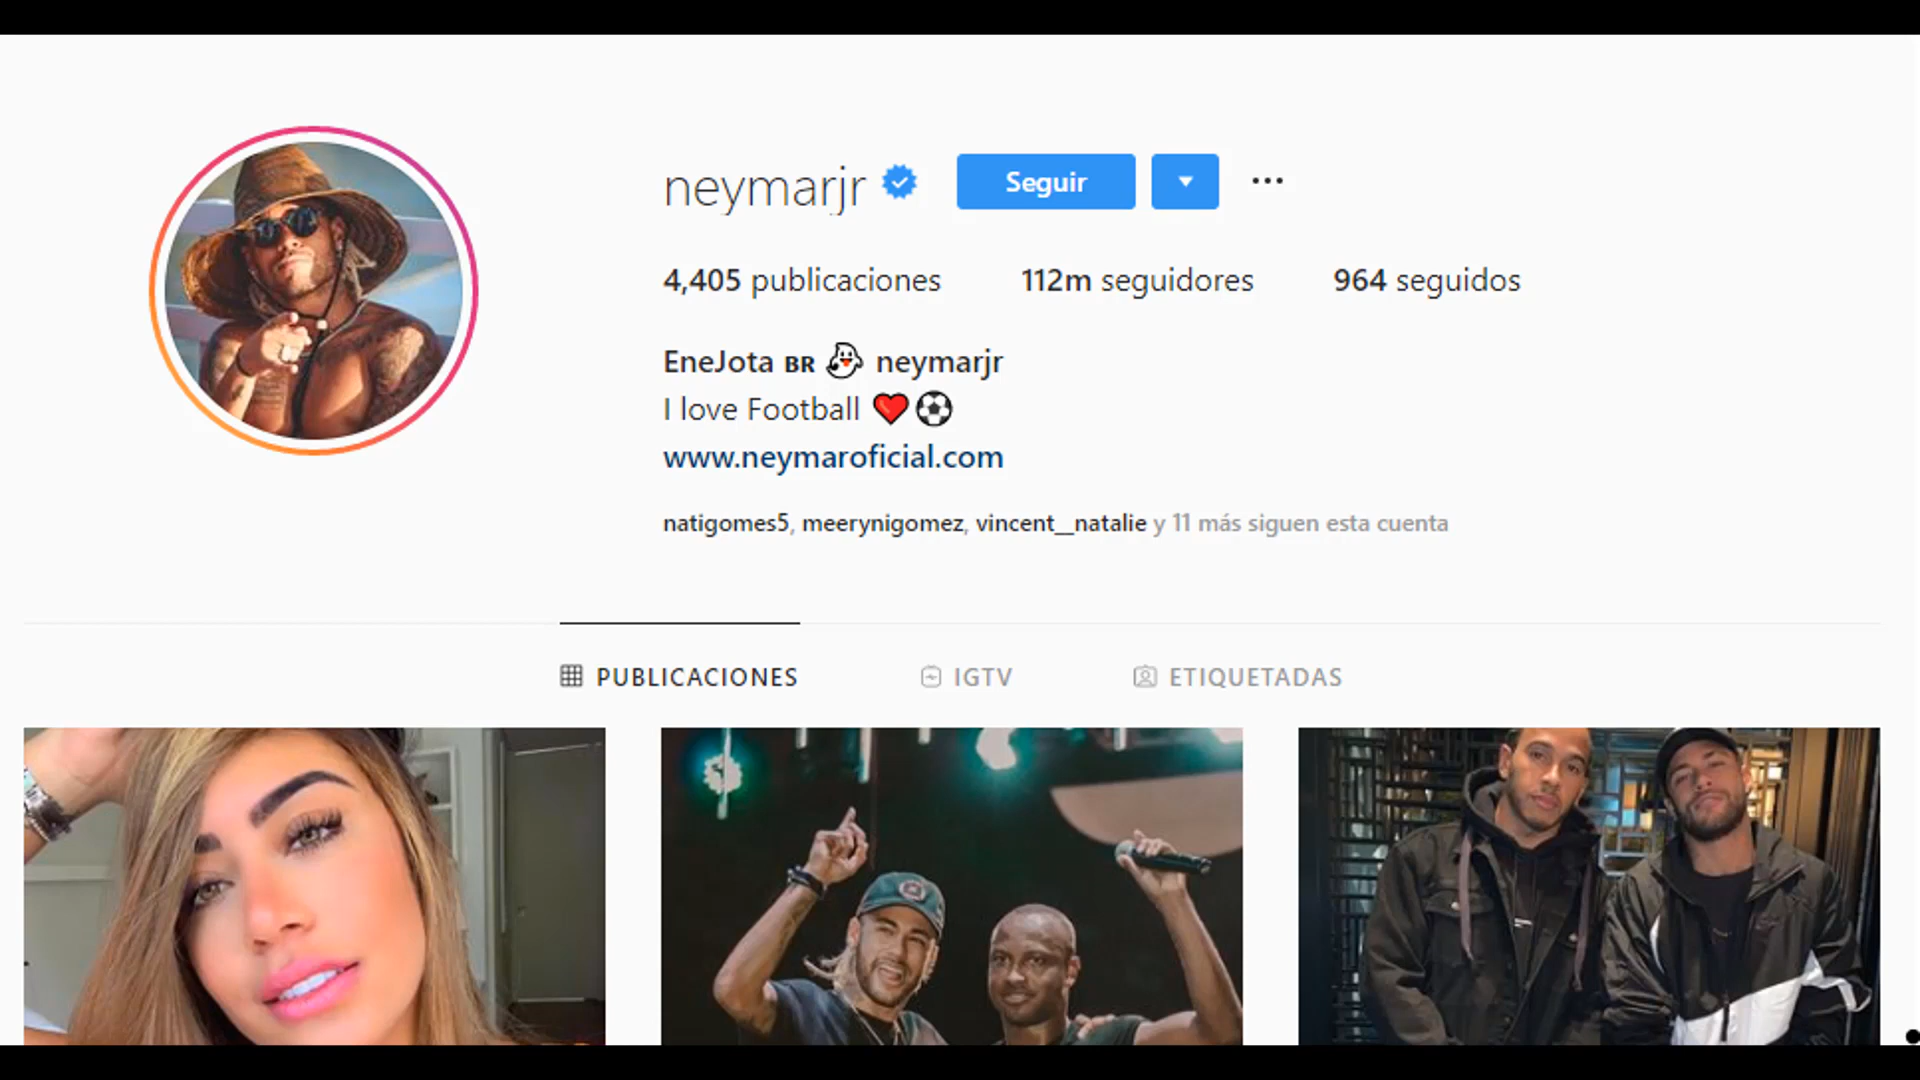 neymarjr
Seguir
4,405 publicaciones 112m seguidores 964 seguidos
EneJota BR neymarjr
I love Football ❤️⚽
www.neymaroficial.com
natigomes5, meerynigomez, vincent__natalie y 11 más siguen esta cuenta
PUBLICACIONES IGTV ETIQUETADAS